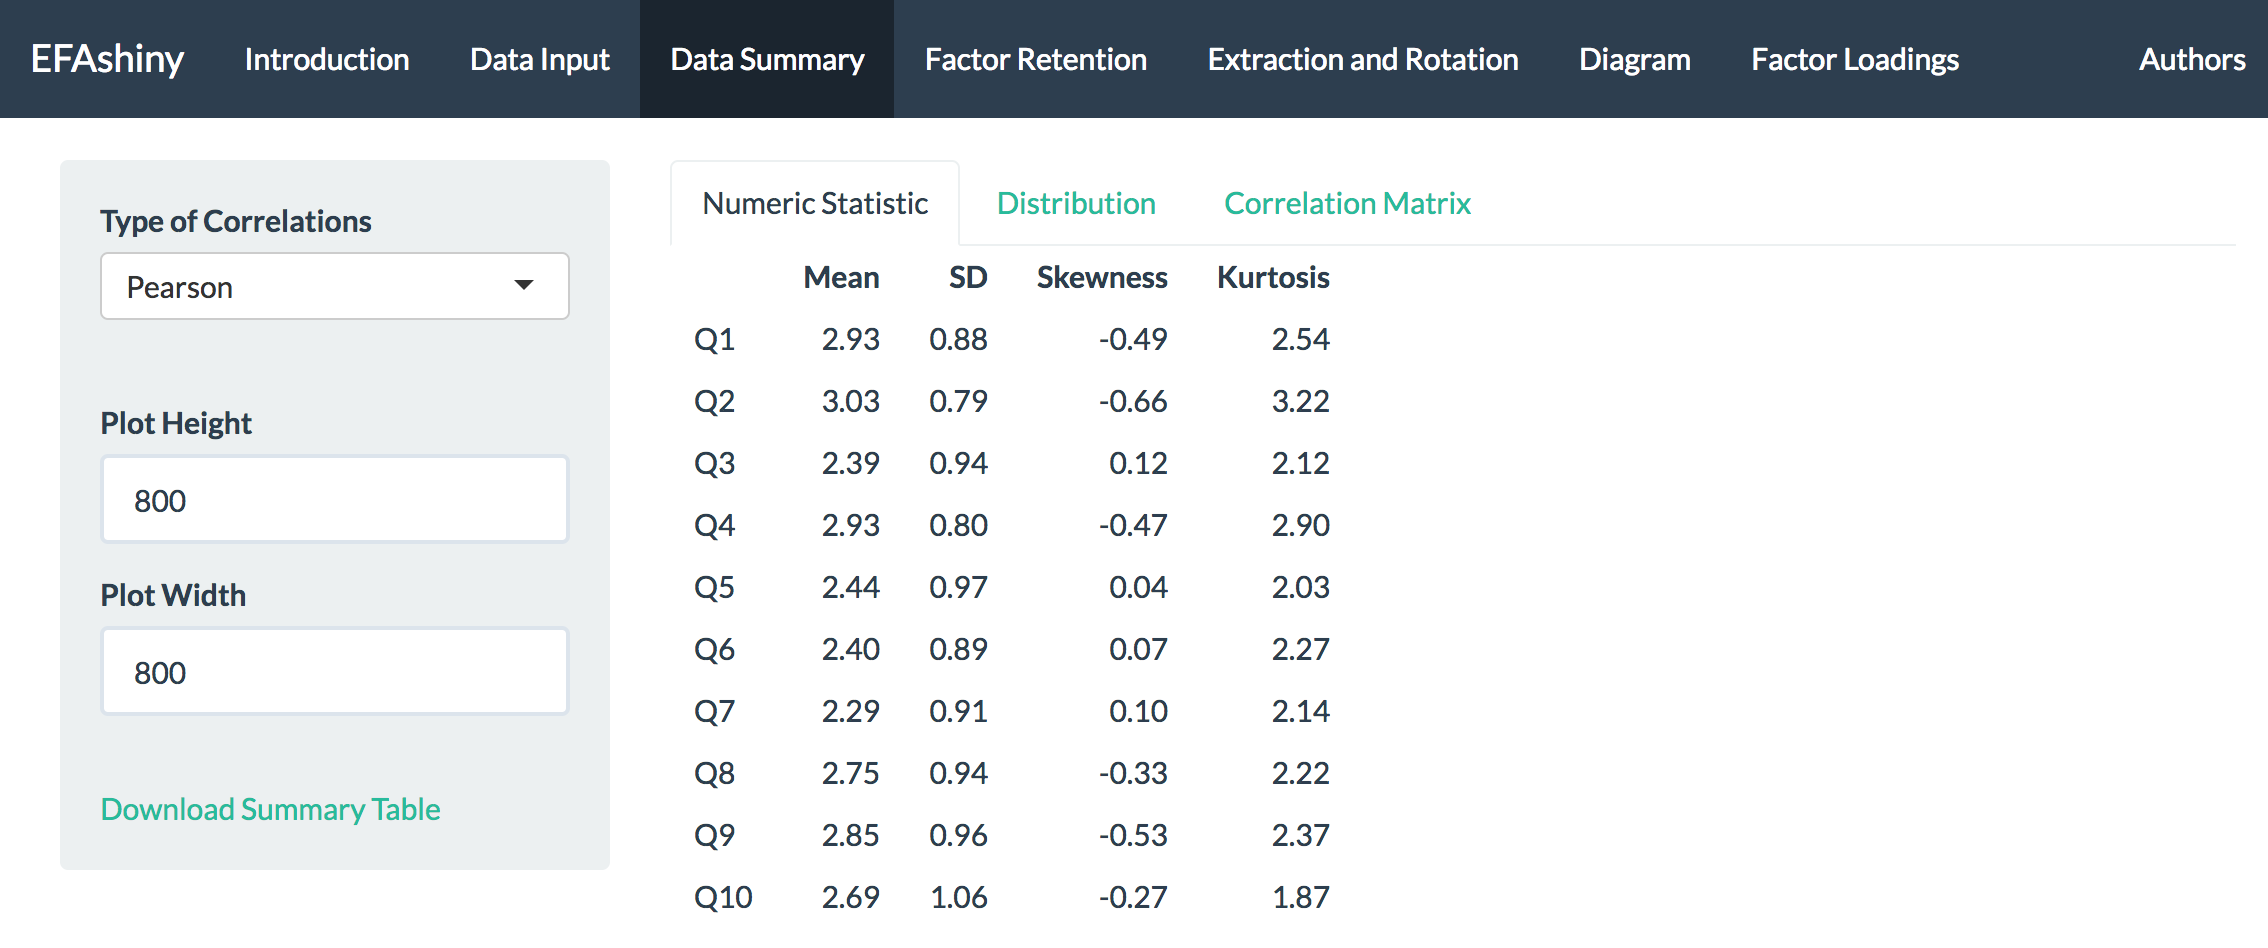 EFAshiny Introduction Data Input Data Summary Factor Retention Extraction and Rotation Diagram Factor Loadings Authors
Type of Correlations
Pearson
Plot Height
800
Plot Width
800
Download Summary Table
Numeric Statistic Distribution Correlation Matrix
Mean SD Skewness Kurtosis
Q1 2.93 0.88 -0.49 2.54
Q2 3.03 0.79 -0.66 3.22
Q3 2.39 0.94 0.12 2.12
Q4 2.93 0.80 -0.47 2.90
Q5 2.44 0.97 0.04 2.03
Q6 2.40 0.89 0.07 2.27
Q7 2.29 0.91 0.10 2.14
Q8 2.75 0.94 -0.33 2.22
Q9 2.85 0.96 -0.53 2.37
Q10 2.69 1.06 -0.27 1.87